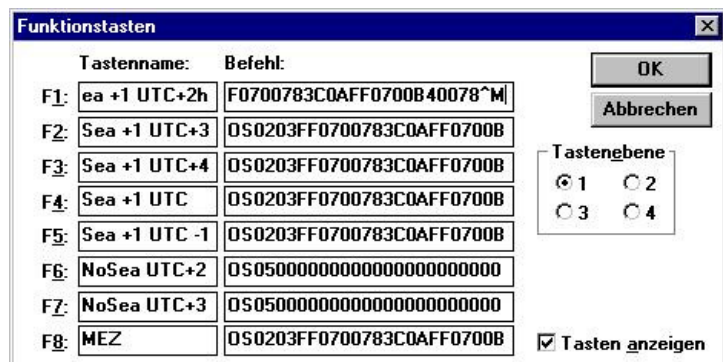 Funktionstasten
Tastenname: Befehl:
OK
F1: ea +1 UTC+2h F0700783C0AFF0700B40078^M
Abbrechen
F2: Sea +1 UTC+3 OS0203FF0700783C0AFF0700B
Tastenebene
F3: Sea +1 UTC+4 OS0203FF0700783C0AFF0700B
1 2
F4: Sea +1 UTC OS0203FF0700783C0AFF0700B
3 4
F5: Sea +1 UTC -1 OS0203FF0700783C0AFF0700B
F6: NoSea UTC+2 OS05000000000000000000000
F7: NoSea UTC+3 OS05000000000000000000000
F8: MEZ OS0203FF0700783C0AFF0700B
Tasten anzeigen